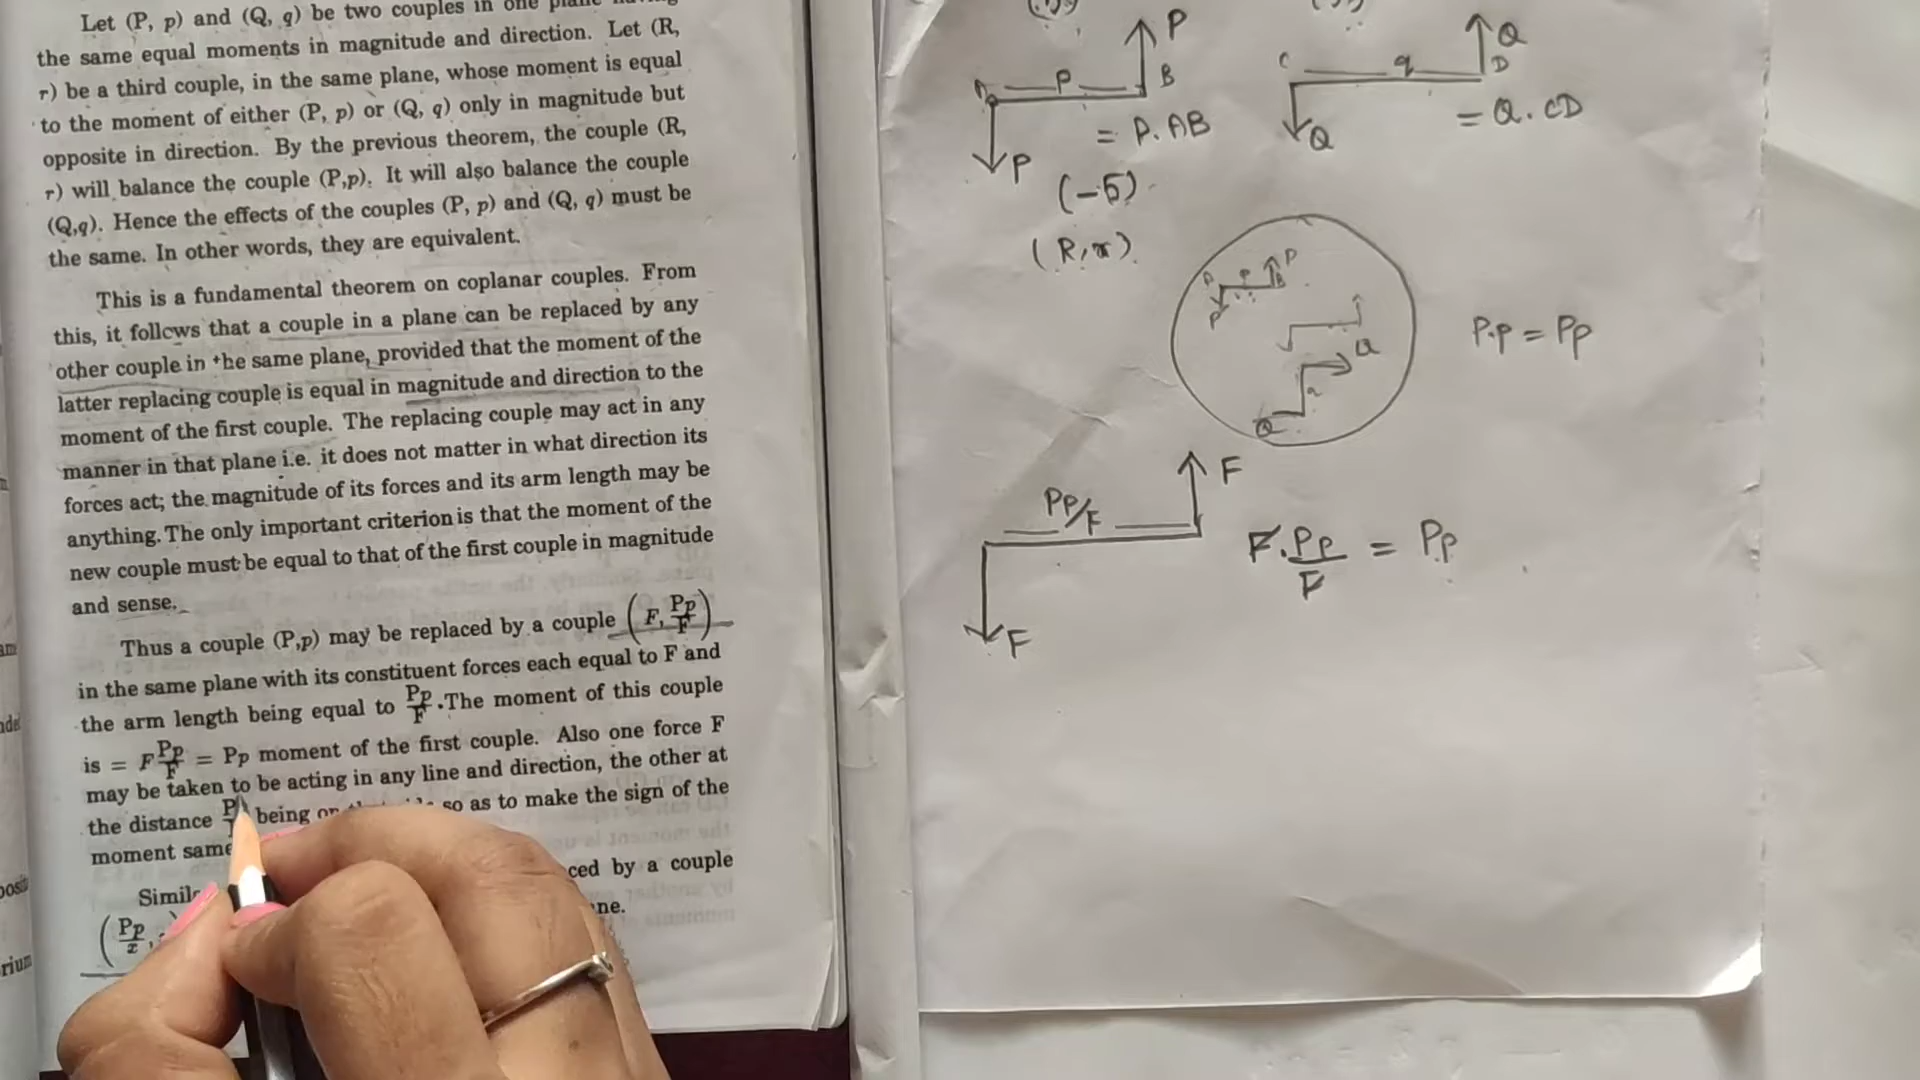 Let (P, p) and (Q, q) be two couples in one plane
the same equal moments in magnitude and direction. Let (R,
r) be a third couple, in the same plane, whose moment is equal
to the moment of either (P, p) or (Q, q) only in magnitude but
opposite in direction. By the previous theorem, the couple (R,
r) will balance the couple (P,p). It will also balance the couple
(Q,q). Hence the effects of the couples (P, p) and (Q, q) must be
the same. In other words, they are equivalent.
This is a fundamental theorem on coplanar couples. From
this, it follcws that a couple in a plane can be replaced by any
other couple in the same plane, provided that the moment of the
latter replacing couple is equal in magnitude and direction to the
moment of the first couple. The replacing couple may act in any
manner in that plane i.e. it does not matter in what direction its
forces act; the magnitude of its forces and its arm length may be
anything. The only important criterion is that the moment of the
new couple must be equal to that of the first couple in magnitude
and sense.
Thus a couple (P,p) may be replaced by a couple (F, Pp/F)
in the same plane with its constituent forces each equal to F and
the arm length being equal to Pp/F. The moment of this couple
is = F Pp/F = Pp moment of the first couple. Also one force F
may be taken to be acting in any line and direction, the other at
the distance being so as to make the sign of the
moment same
ced by a couple
(Pp/x,
ne.
P
p
B
P
= P.AB
(-5)
(R,r)
C
q
Q
D
Q
= Q.CD
P
P
B
P
Q
Q
P.p = Pp
Pp/F
F
F
F.Pp/F = Pp